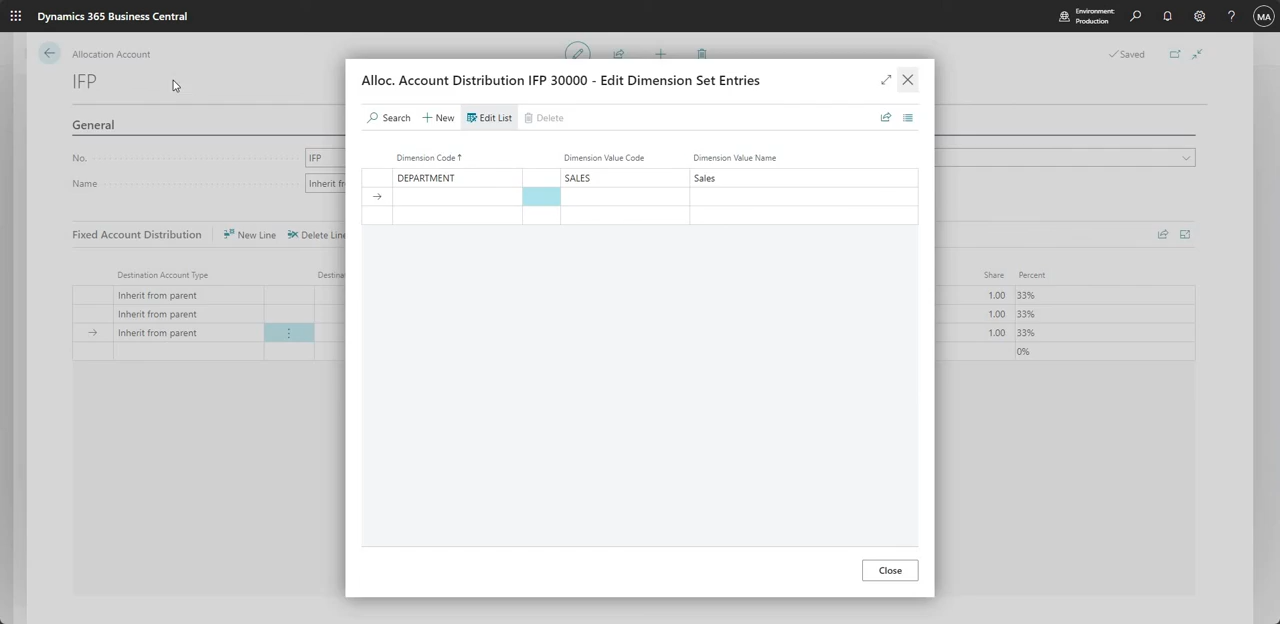 Dynamics 365 Business Central
Environment:
Production
?
MA
Allocation Account
Saved
IFP
General
No.
IFP
Name
Inherit fr
Fixed Account Distribution
New Line
Delete Line
Destination Account Type
Destina
Share
Percent
Inherit from parent
1.00
33%
Inherit from parent
1.00
33%
Inherit from parent
1.00
33%
0%
Alloc. Account Distribution IFP 30000 - Edit Dimension Set Entries
Search
New
Edit List
Delete
Dimension Code ↑
Dimension Value Code
Dimension Value Name
DEPARTMENT
SALES
Sales
Close